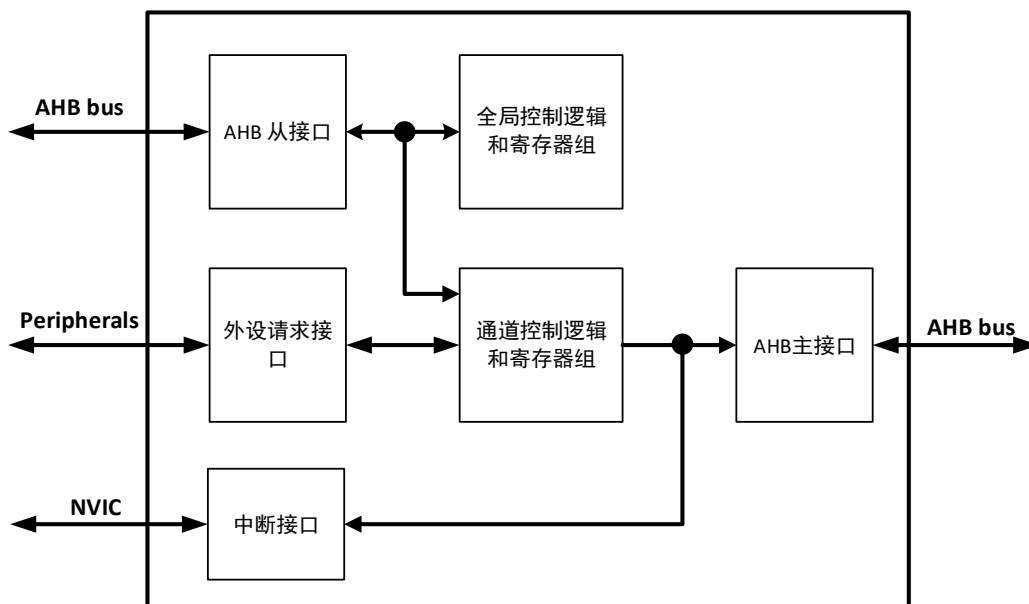 AHB bus
AHB 从接口
全局控制逻辑
和寄存器组
Peripherals
外设请求接
口
通道控制逻辑
和寄存器组
AHB主接口
AHB bus
NVIC
中断接口